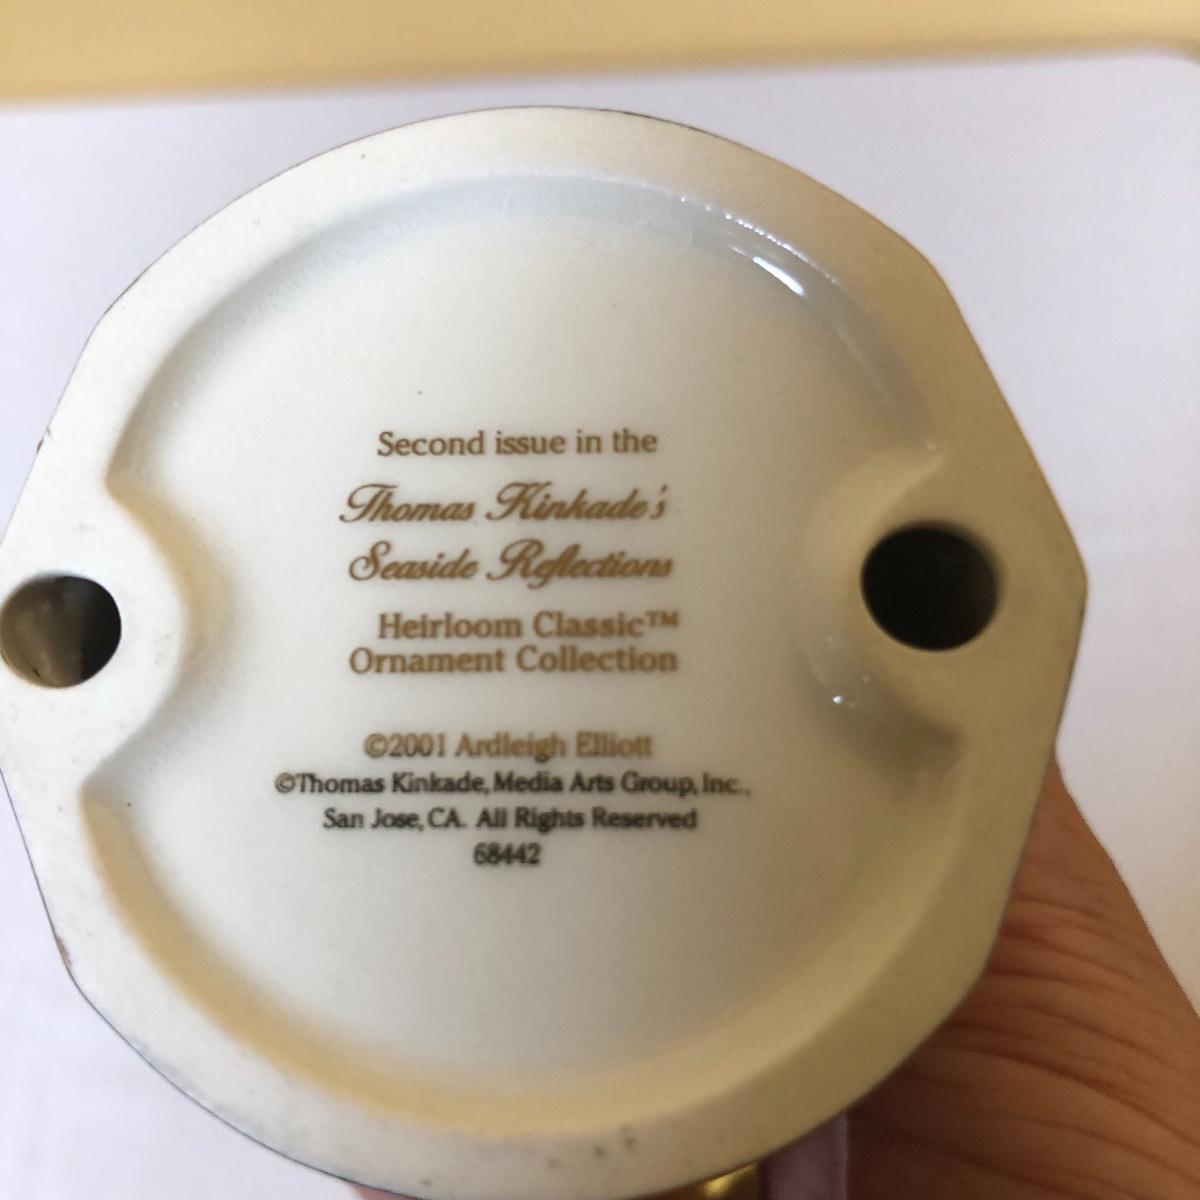 Second issue in the
Thomas Kinkade's
Seaside Reflections
Heirloom Classic™
Ornament Collection
©2001 Ardleigh Elliott
©Thomas Kinkade, Media Arts Group, Inc.,
San Jose, CA. All Rights Reserved
68442